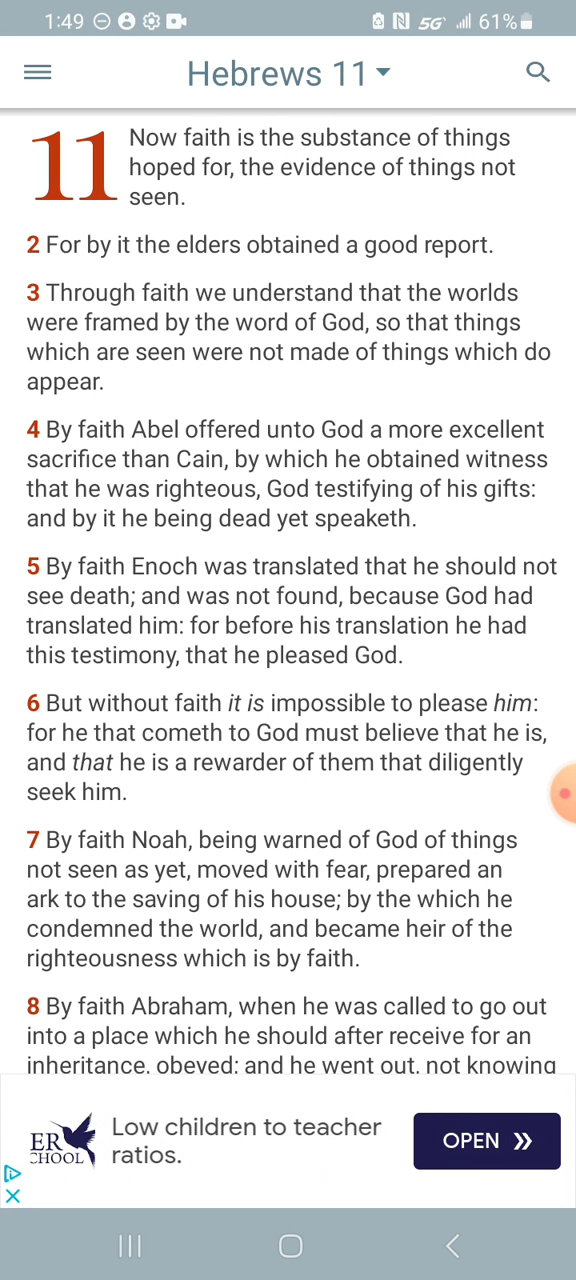 1:49
5G
61%
Hebrews 11
11 Now faith is the substance of things
hoped for, the evidence of things not
seen.
2 For by it the elders obtained a good report.
3 Through faith we understand that the worlds
were framed by the word of God, so that things
which are seen were not made of things which do
appear.
4 By faith Abel offered unto God a more excellent
sacrifice than Cain, by which he obtained witness
that he was righteous, God testifying of his gifts:
and by it he being dead yet speaketh.
5 By faith Enoch was translated that he should not
see death; and was not found, because God had
translated him: for before his translation he had
this testimony, that he pleased God.
6 But without faith it is impossible to please him:
for he that cometh to God must believe that he is,
and that he is a rewarder of them that diligently
seek him.
7 By faith Noah, being warned of God of things
not seen as yet, moved with fear, prepared an
ark to the saving of his house; by the which he
condemned the world, and became heir of the
righteousness which is by faith.
8 By faith Abraham, when he was called to go out
into a place which he should after receive for an
inheritance, obeyed; and he went out, not knowing
ER
CHOOL
Low children to teacher
ratios.
OPEN